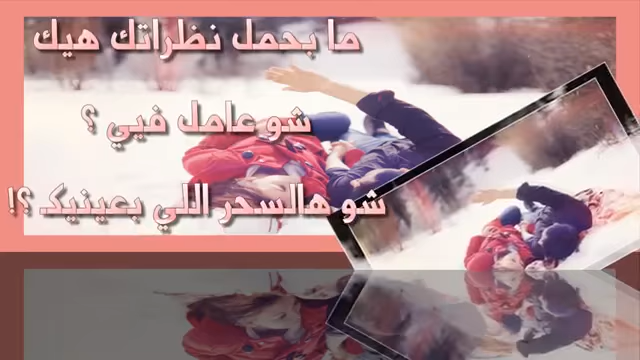 ما بحمل نظراتك هيك
شو عامل فيي ؟
شو هالسحر اللي بعينيك ؟!